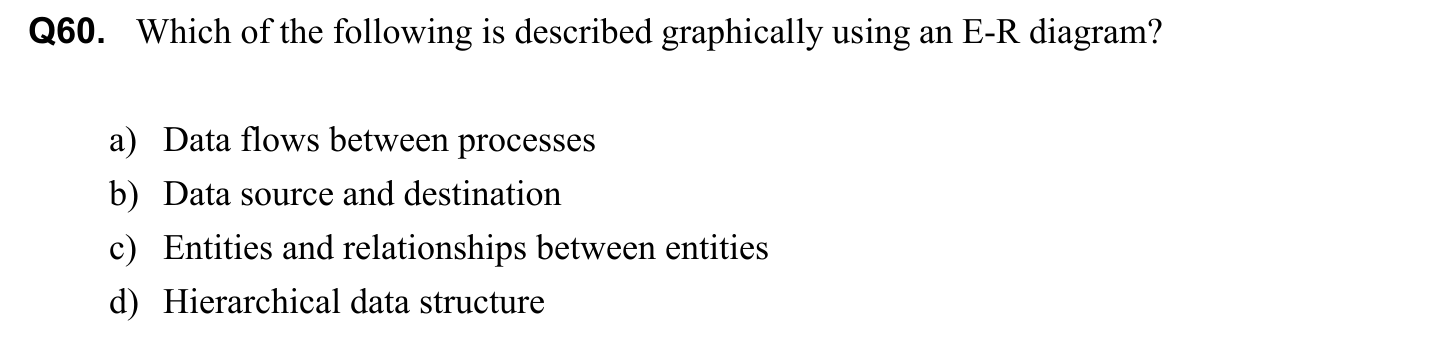 Q60. Which of the following is described graphically using an E-R diagram?
a) Data flows between processes
b) Data source and destination
c) Entities and relationships between entities
d) Hierarchical data structure